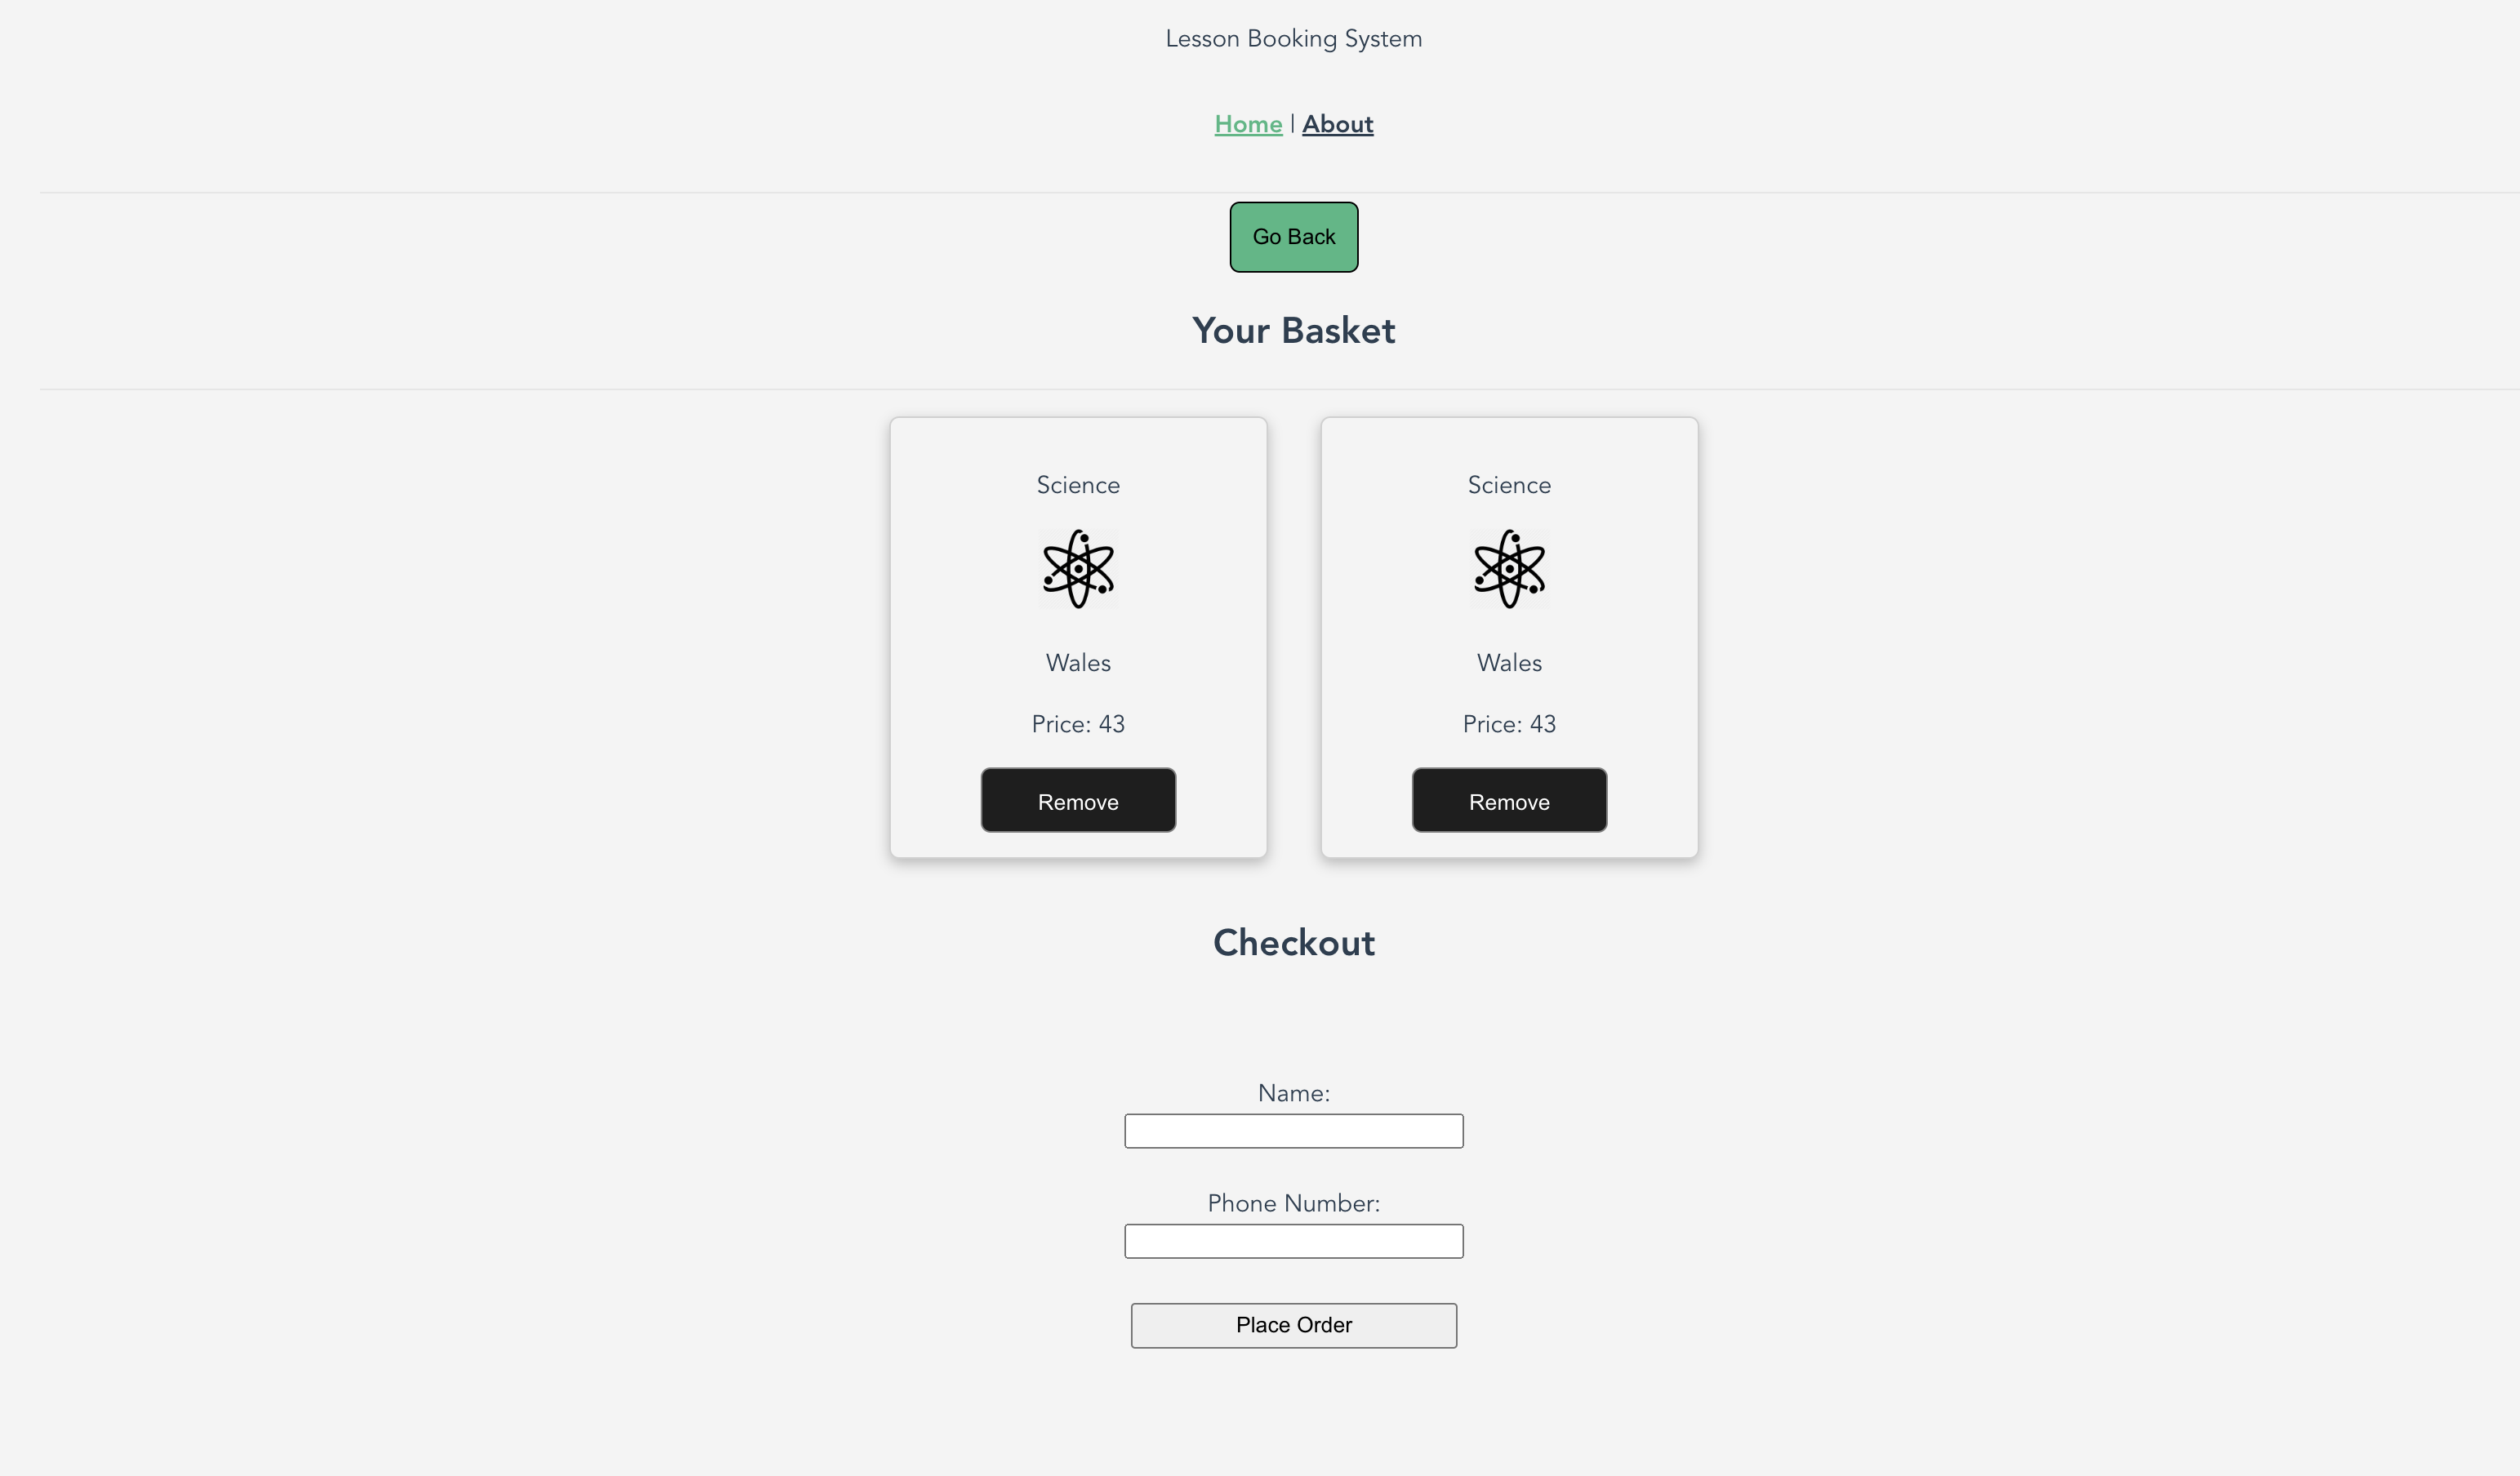 Lesson Booking System
Home | About
Go Back
Your Basket
Science
Wales
Price: 43
Remove
Science
Wales
Price: 43
Remove
Checkout
Name:
Phone Number:
Place Order